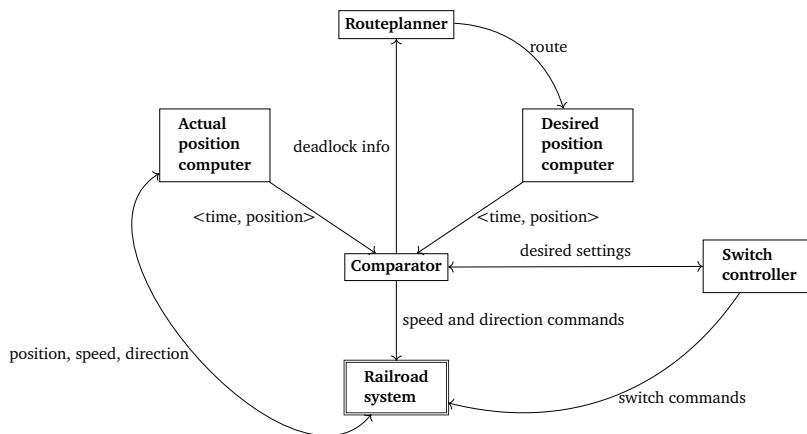 Routeplanner
route
Actual
position
computer
Desired
position
computer
deadlock info
<time, position>
<time, position>
Comparator
desired settings
Switch
controller
speed and direction commands
position, speed, direction
Railroad
system
switch commands